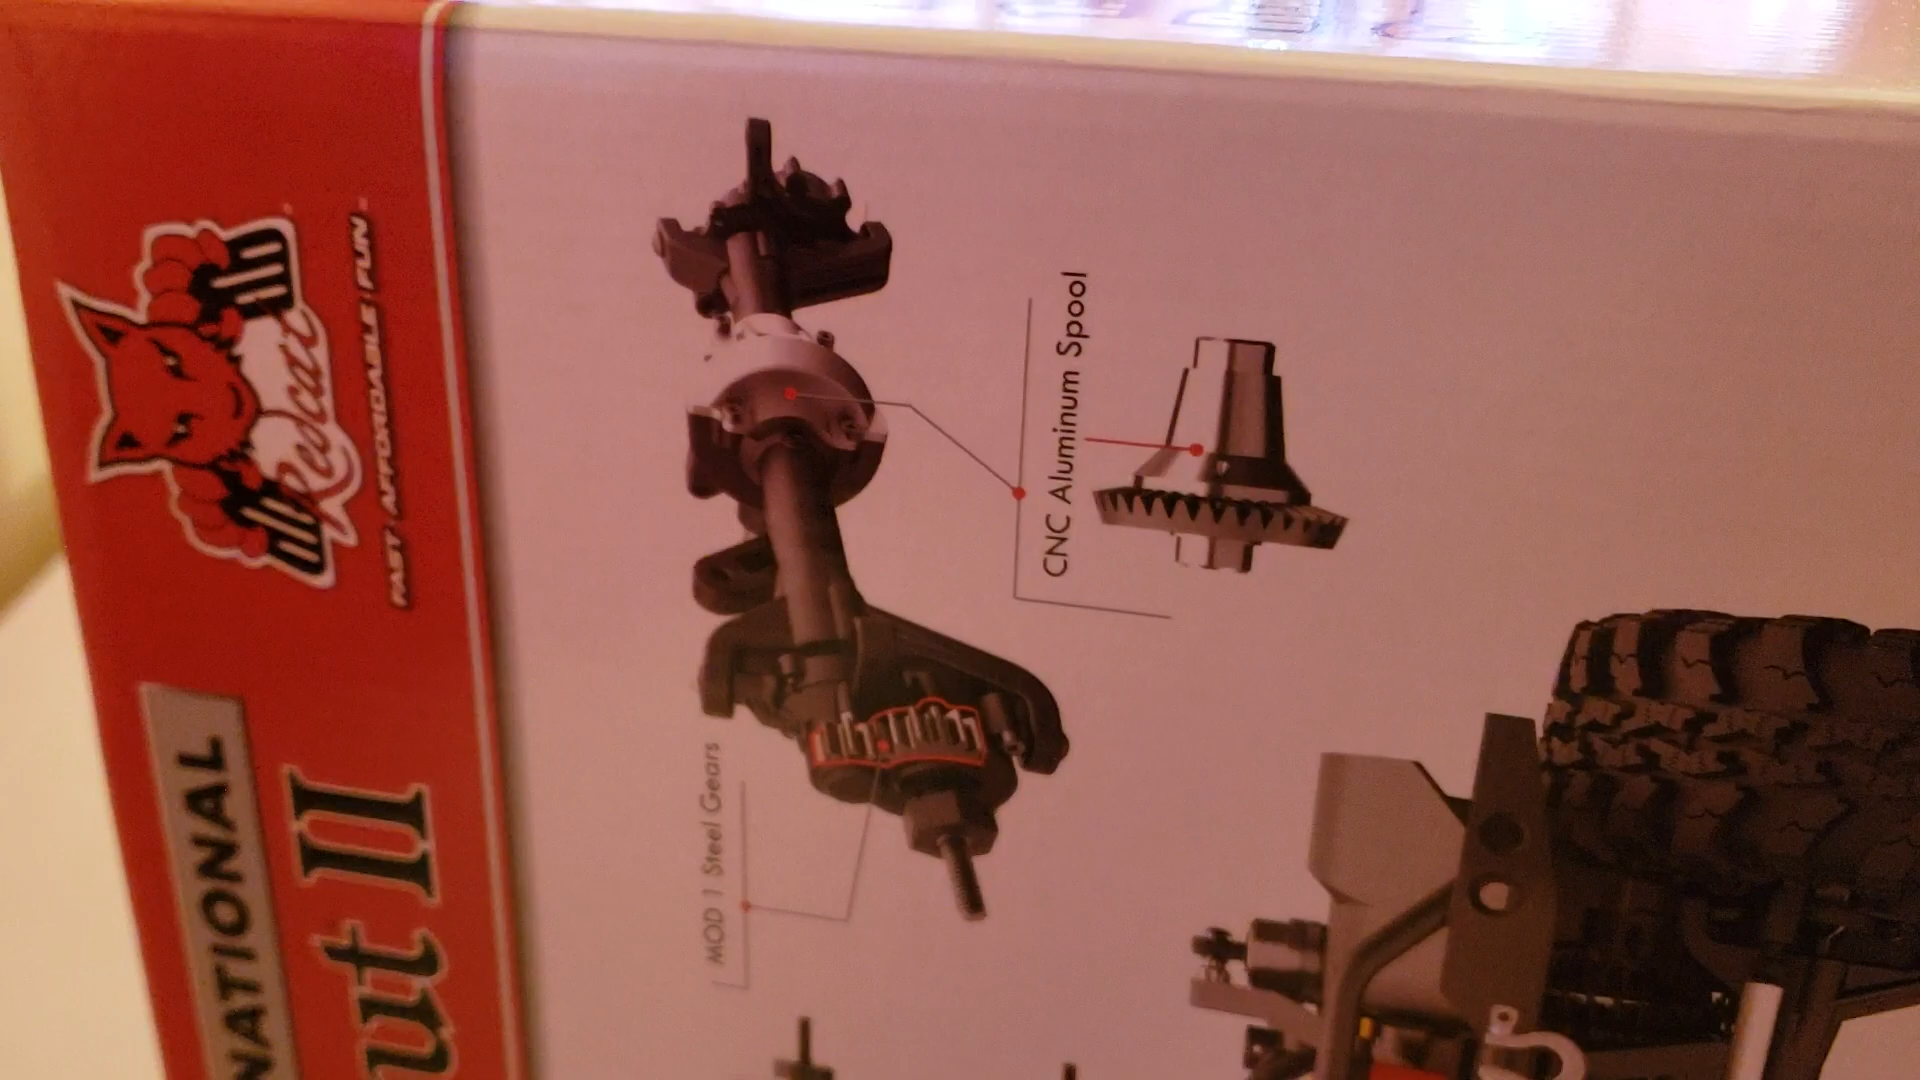 Redcat
FAST AFFORDABLE FUN
NATIONAL
ut II
CNC Aluminum Spool
MOD 1 Steel Gears